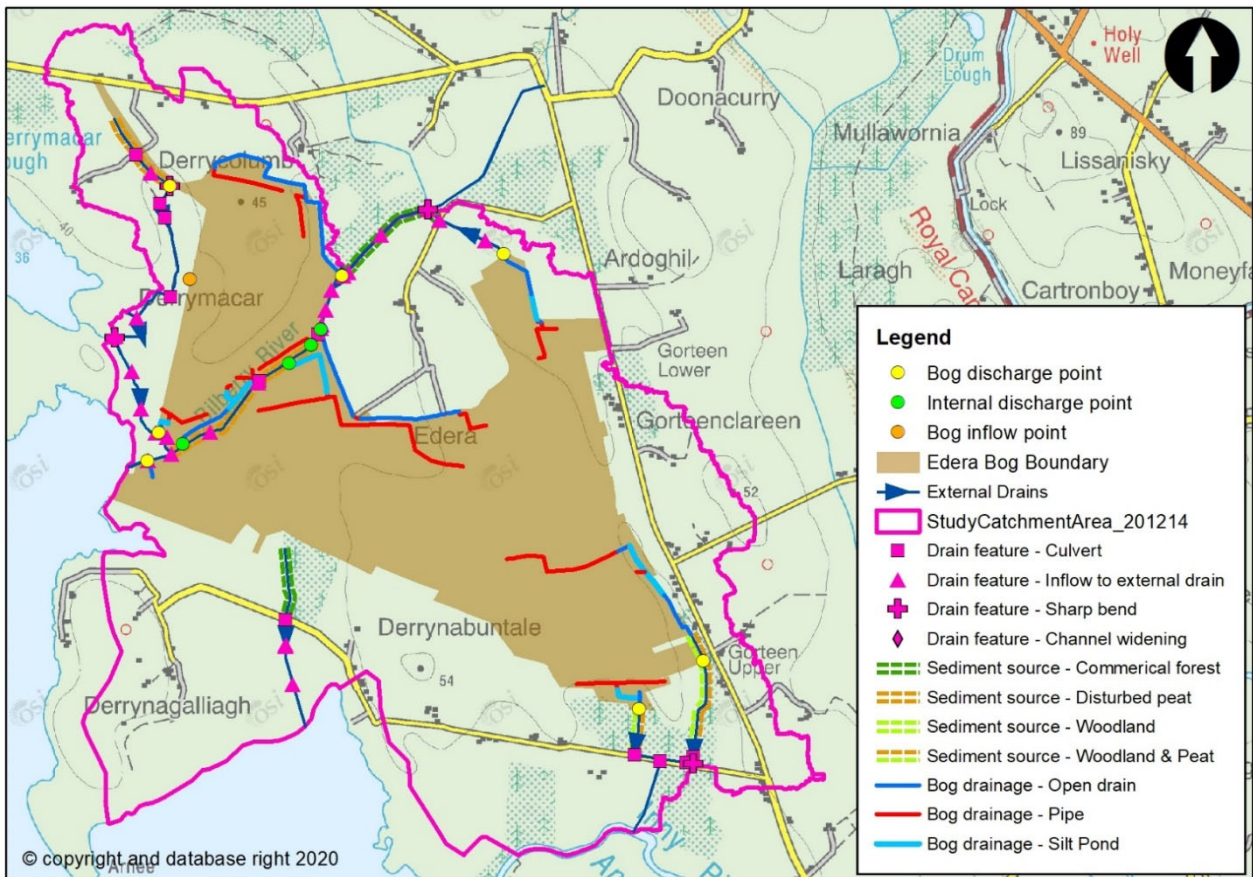 Holy
Well
Drum
Lough
Doonacurry
Mullawornia
89
Lissanisky
Derrycolumb
Lough
45
Lock
40
osi
36
Ardoghil
Laragh
Moneyfa
Derrymacar
Cartronboy
River
Gorteen
Lower
Gorteenclareen
Edera
52
Derrynabuntale
Gorteen
Upper
54
Derrynagalliagh
Legend
Bog discharge point
Internal discharge point
Bog inflow point
Edera Bog Boundary
External Drains
StudyCatchmentArea_201214
Drain feature - Culvert
Drain feature - Inflow to external drain
Drain feature - Sharp bend
Drain feature - Channel widening
Sediment source - Commerical forest
Sediment source - Disturbed peat
Sediment source - Woodland
Sediment source - Woodland & Peat
Bog drainage - Open drain
Bog drainage - Pipe
Bog drainage - Silt Pond
© copyright and database right 2020